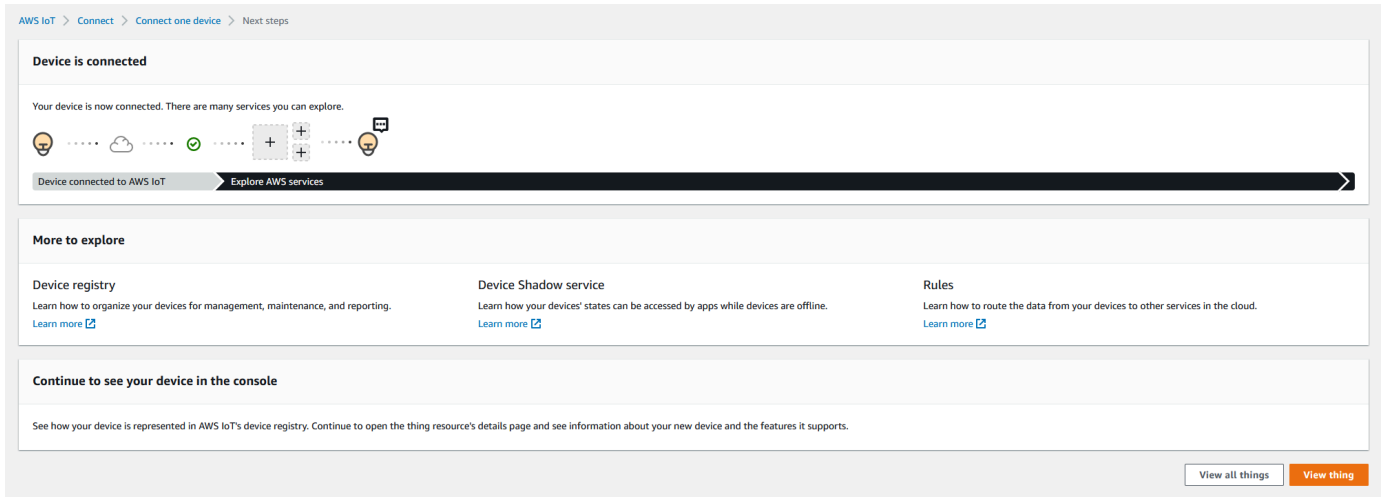 AWS IoT > Connect > Connect one device > Next steps
Device is connected
Your device is now connected. There are many services you can explore.
Device connected to AWS IoT
Explore AWS services
More to explore
Device registry
Learn how to organize your devices for management, maintenance, and reporting.
Learn more
Device Shadow service
Learn how your devices' states can be accessed by apps while devices are offline.
Learn more
Rules
Learn how to route the data from your devices to other services in the cloud.
Learn more
Continue to see your device in the console
See how your device is represented in AWS IoT's device registry. Continue to open the thing resource's details page and see information about your new device and the features it supports.
View all things
View thing